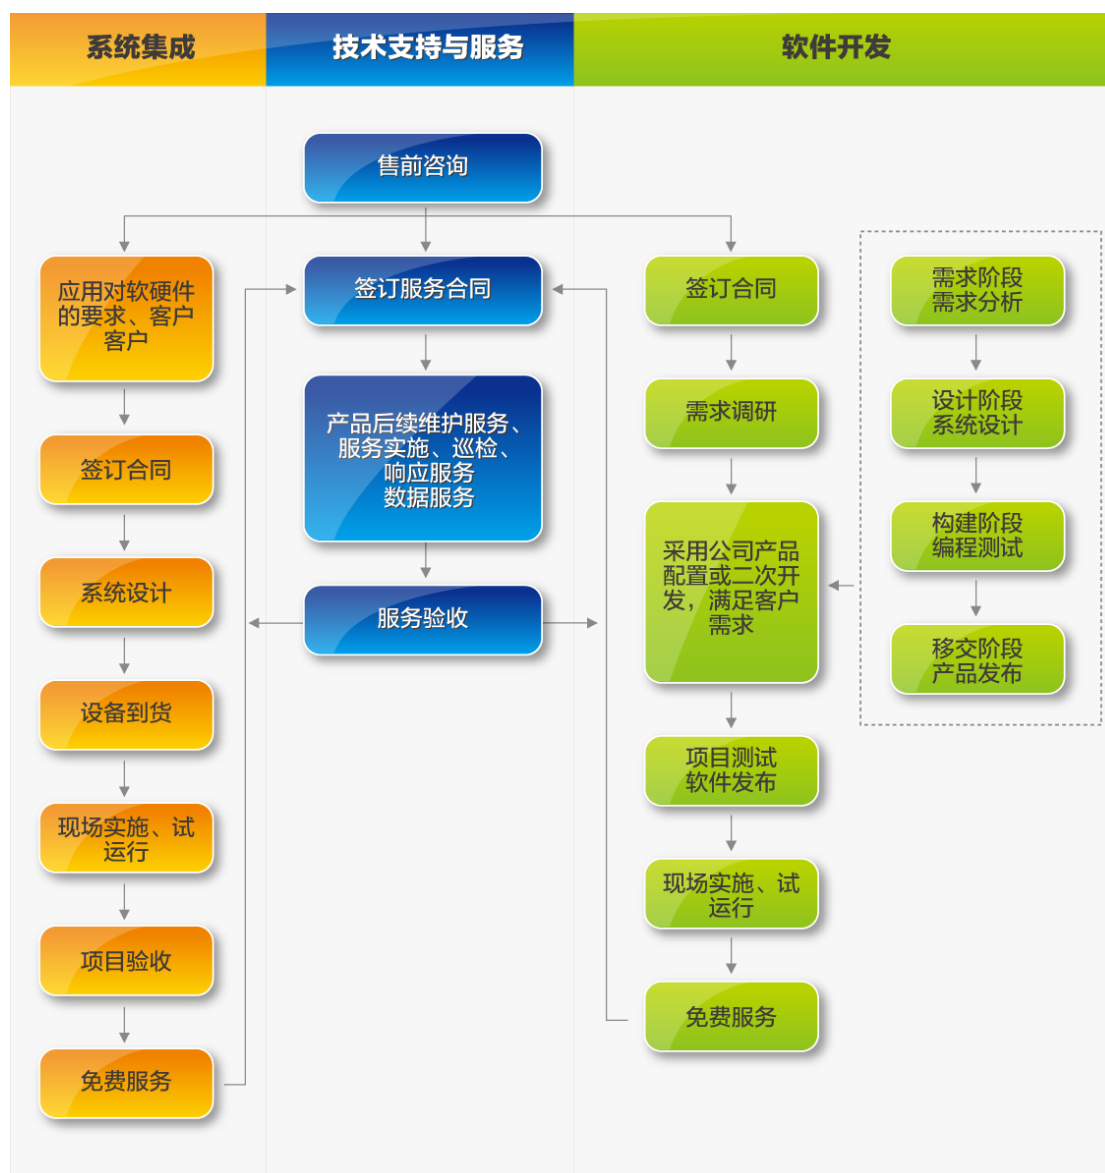 系统集成
技术支持与服务
软件开发
售前咨询
应用对软硬件
的要求、客户
客户
签订合同
系统设计
设备到货
现场实施、试
运行
项目验收
免费服务
签订服务合同
产品后续维护服务、
服务实施、巡检、
响应服务
数据服务
服务验收
签订合同
需求调研
采用公司产品
配置或二次开
发，满足客户
需求
项目测试
软件发布
现场实施、试
运行
免费服务
需求阶段
需求分析
设计阶段
系统设计
构建阶段
编程测试
移交阶段
产品发布